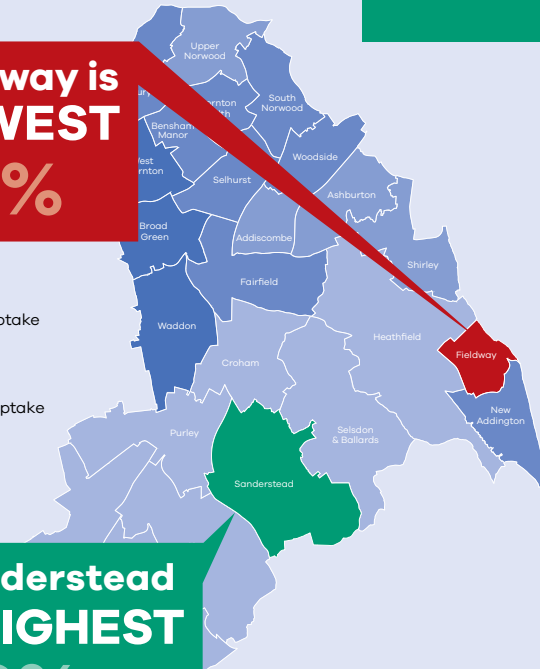 way is
WEST
%
Upper
Norwood
South
Norwood
Bensham
Manor
Woodside
Selhurst
Ashburton
Broad
Green
Addiscombe
Shirley
Fairfield
Waddon
Heathfield
Fieldway
Croham
New
Addington
Purley
Selsdon
& Ballards
Sanderstead
ptake
ptake
derstead
IGHEST
%